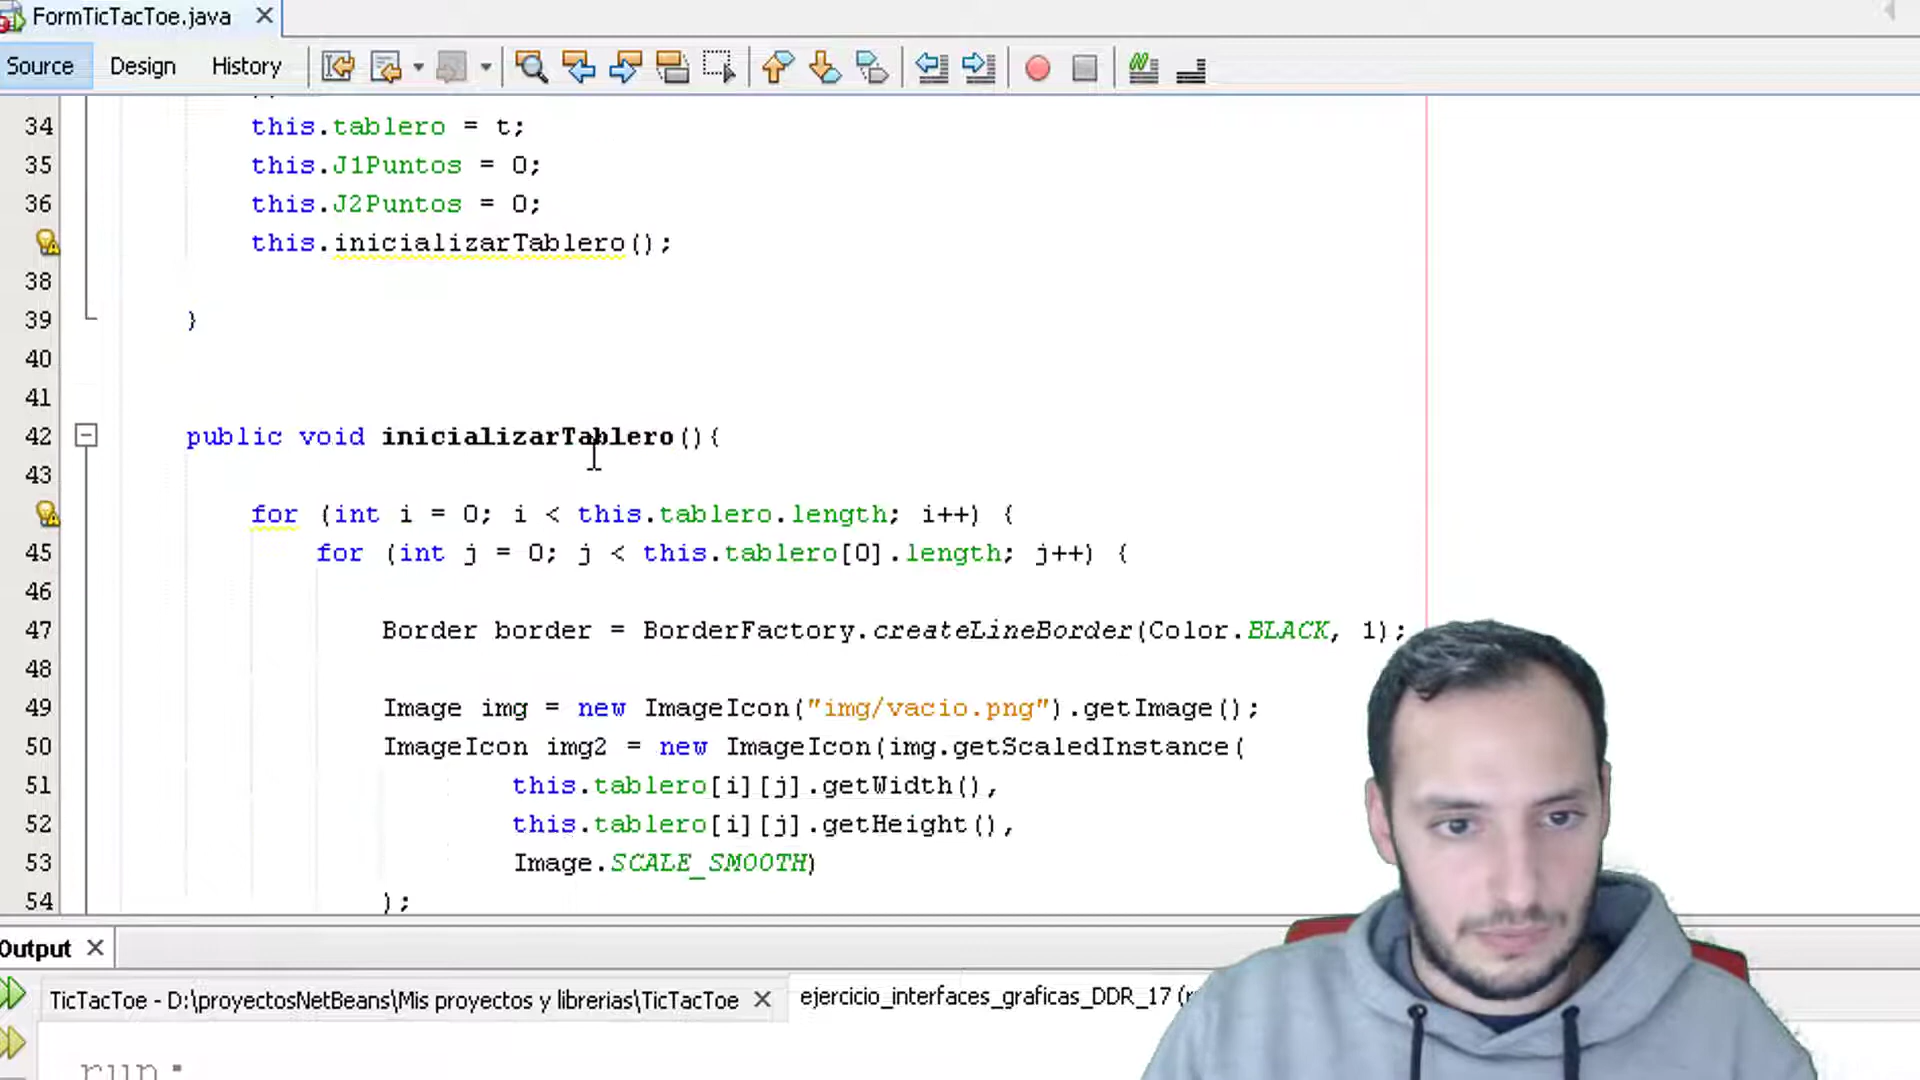 FormTicTacToe.java
Source Design History
34 this.tablero = t;
35 this.J1Puntos = 0;
36 this.J2Puntos = 0;
this.inicializarTablero();
38
39 }
40
41
42 public void inicializarTablero(){
43
for (int i = 0; i < this.tablero.length; i++) {
45 for (int j = 0; j < this.tablero[0].length; j++) {
46
47 Border border = BorderFactory.createLineBorder(Color.BLACK, 1);
48
49 Image img = new ImageIcon("img/vacio.png").getImage();
50 ImageIcon img2 = new ImageIcon(img.getScaledInstance(
51 this.tablero[i][j].getWidth(),
52 this.tablero[i][j].getHeight(),
53 Image.SCALE_SMOOTH)
54 );
Output
TicTacToe - D:\proyectosNetBeans\Mis proyectos y librerias\TicTacToe ejercicio_interfaces_graficas_DDR_17 (r
run: